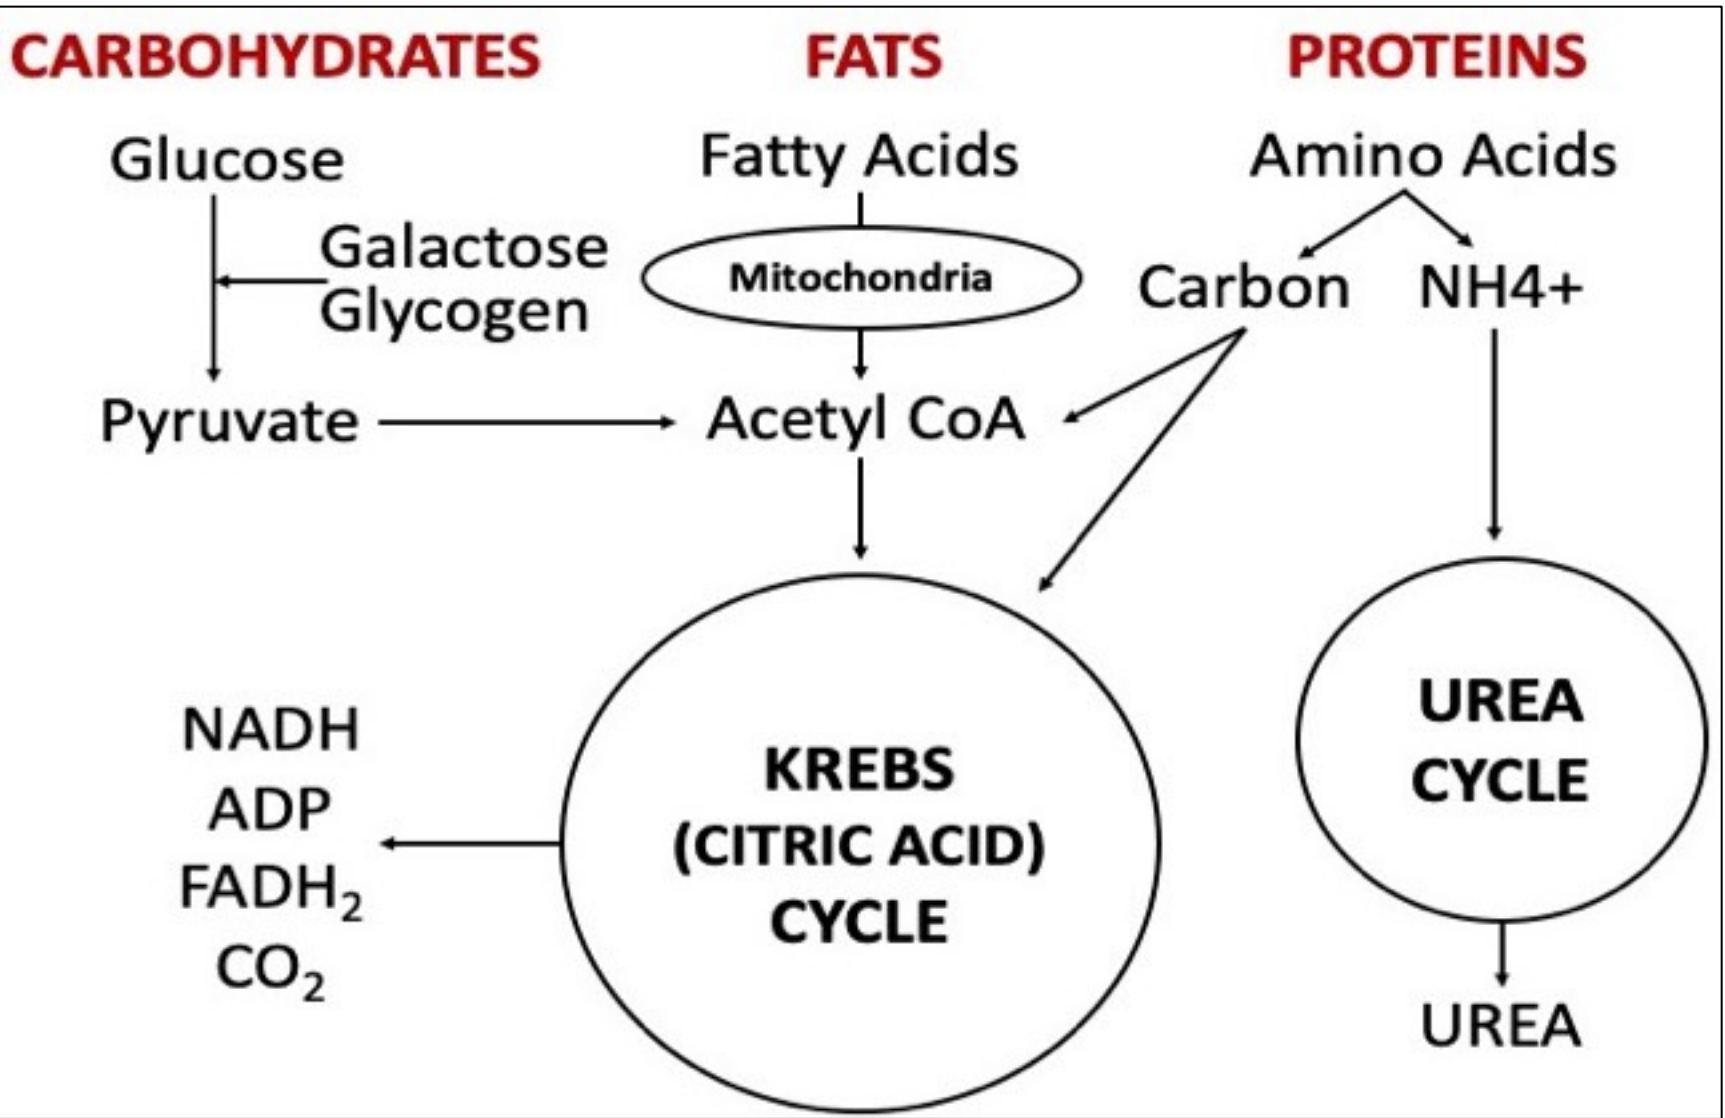 CARBOHYDRATES
FATS
PROTEINS
Glucose
Fatty Acids
Amino Acids
Galactose
Glycogen
Mitochondria
Carbon
NH4+
Pyruvate
Acetyl CoA
NADH
ADP
FADH₂
CO₂
KREBS
(CITRIC ACID)
CYCLE
UREA
CYCLE
UREA